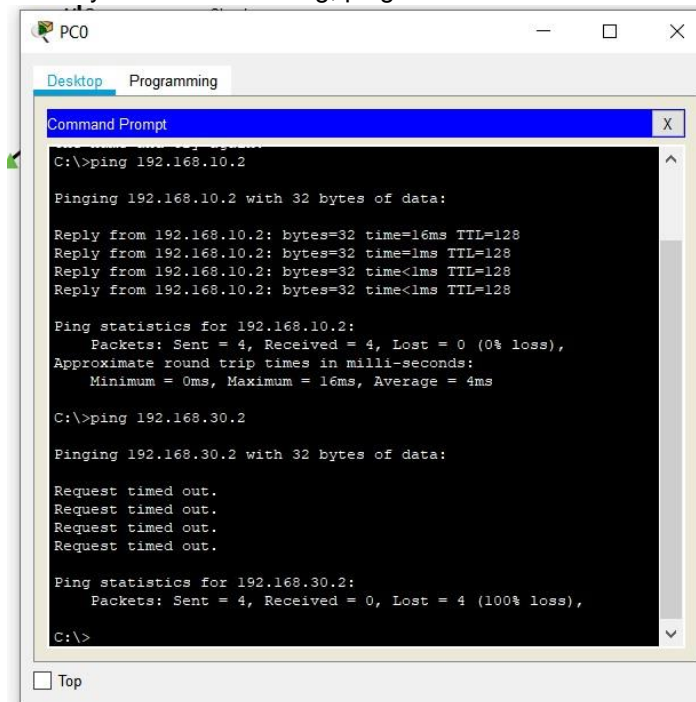 PC0
Desktop Programming
Command Prompt X
C:\>ping 192.168.10.2
Pinging 192.168.10.2 with 32 bytes of data:
Reply from 192.168.10.2: bytes=32 time=16ms TTL=128
Reply from 192.168.10.2: bytes=32 time=1ms TTL=128
Reply from 192.168.10.2: bytes=32 time<1ms TTL=128
Reply from 192.168.10.2: bytes=32 time<1ms TTL=128
Ping statistics for 192.168.10.2:
Packets: Sent = 4, Received = 4, Lost = 0 (0% loss),
Approximate round trip times in milli-seconds:
Minimum = 0ms, Maximum = 16ms, Average = 4ms
C:\>ping 192.168.30.2
Pinging 192.168.30.2 with 32 bytes of data:
Request timed out.
Request timed out.
Request timed out.
Request timed out.
Ping statistics for 192.168.30.2:
Packets: Sent = 4, Received = 0, Lost = 4 (100% loss),
C:\>
Top